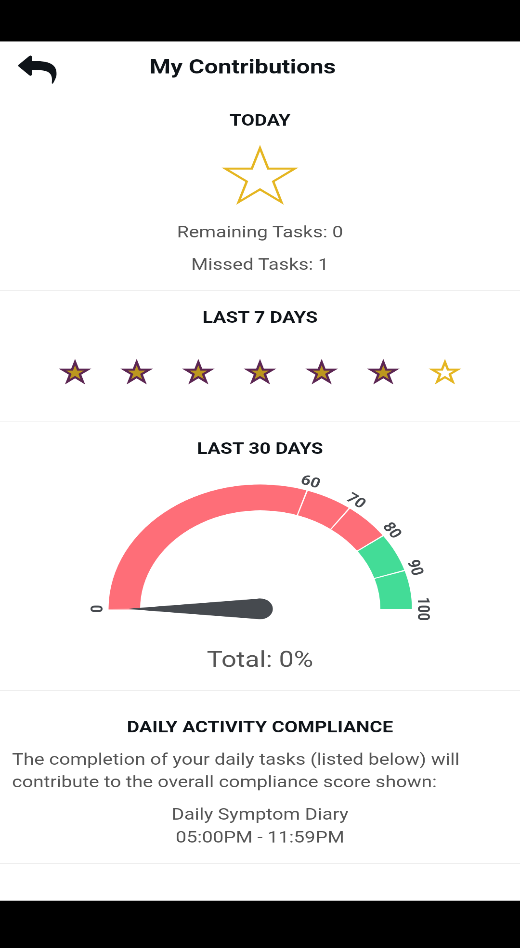 My Contributions
TODAY
Remaining Tasks: 0
Missed Tasks: 1
LAST 7 DAYS
LAST 30 DAYS
0
60
70
80
90
100
Total: 0%
DAILY ACTIVITY COMPLIANCE
The completion of your daily tasks (listed below) will
contribute to the overall compliance score shown:
Daily Symptom Diary
05:00PM - 11:59PM